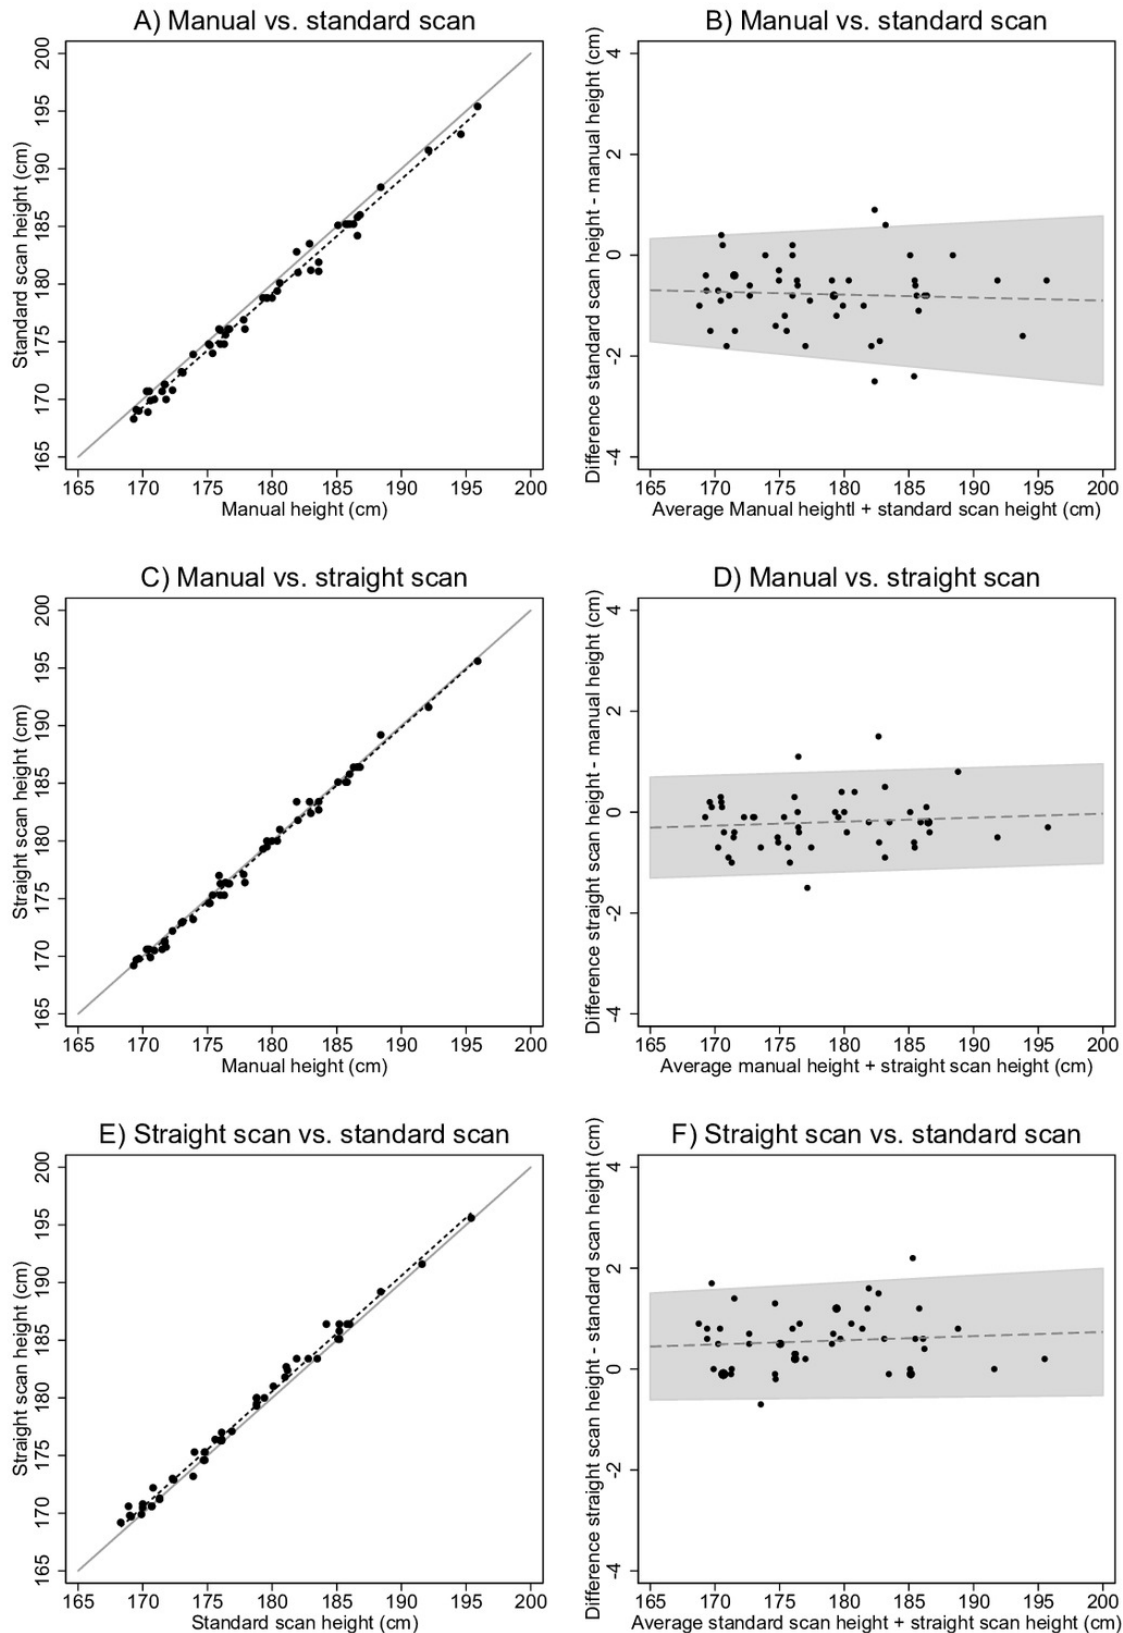 A) Manual vs. standard scan
Standard scan height (cm)
200
195
190
185
180
175
170
165
165 170 175 180 185 190 195 200
Manual height (cm)
B) Manual vs. standard scan
Difference standard scan height - manual height (cm)
4
2
0
-2
-4
165 170 175 180 185 190 195 200
Average Manual heightl + standard scan height (cm)
C) Manual vs. straight scan
Straight scan height (cm)
200
195
190
185
180
175
170
165
165 170 175 180 185 190 195 200
Manual height (cm)
D) Manual vs. straight scan
Difference straight scan height - manual height (cm)
4
2
0
-2
-4
165 170 175 180 185 190 195 200
Average manual height + straight scan height (cm)
E) Straight scan vs. standard scan
Straight scan height (cm)
200
195
190
185
180
175
170
165
165 170 175 180 185 190 195 200
Standard scan height (cm)
F) Straight scan vs. standard scan
Difference straight scan height - standard scan height (cm)
4
2
0
-2
-4
165 170 175 180 185 190 195 200
Average standard scan height + straight scan height (cm)